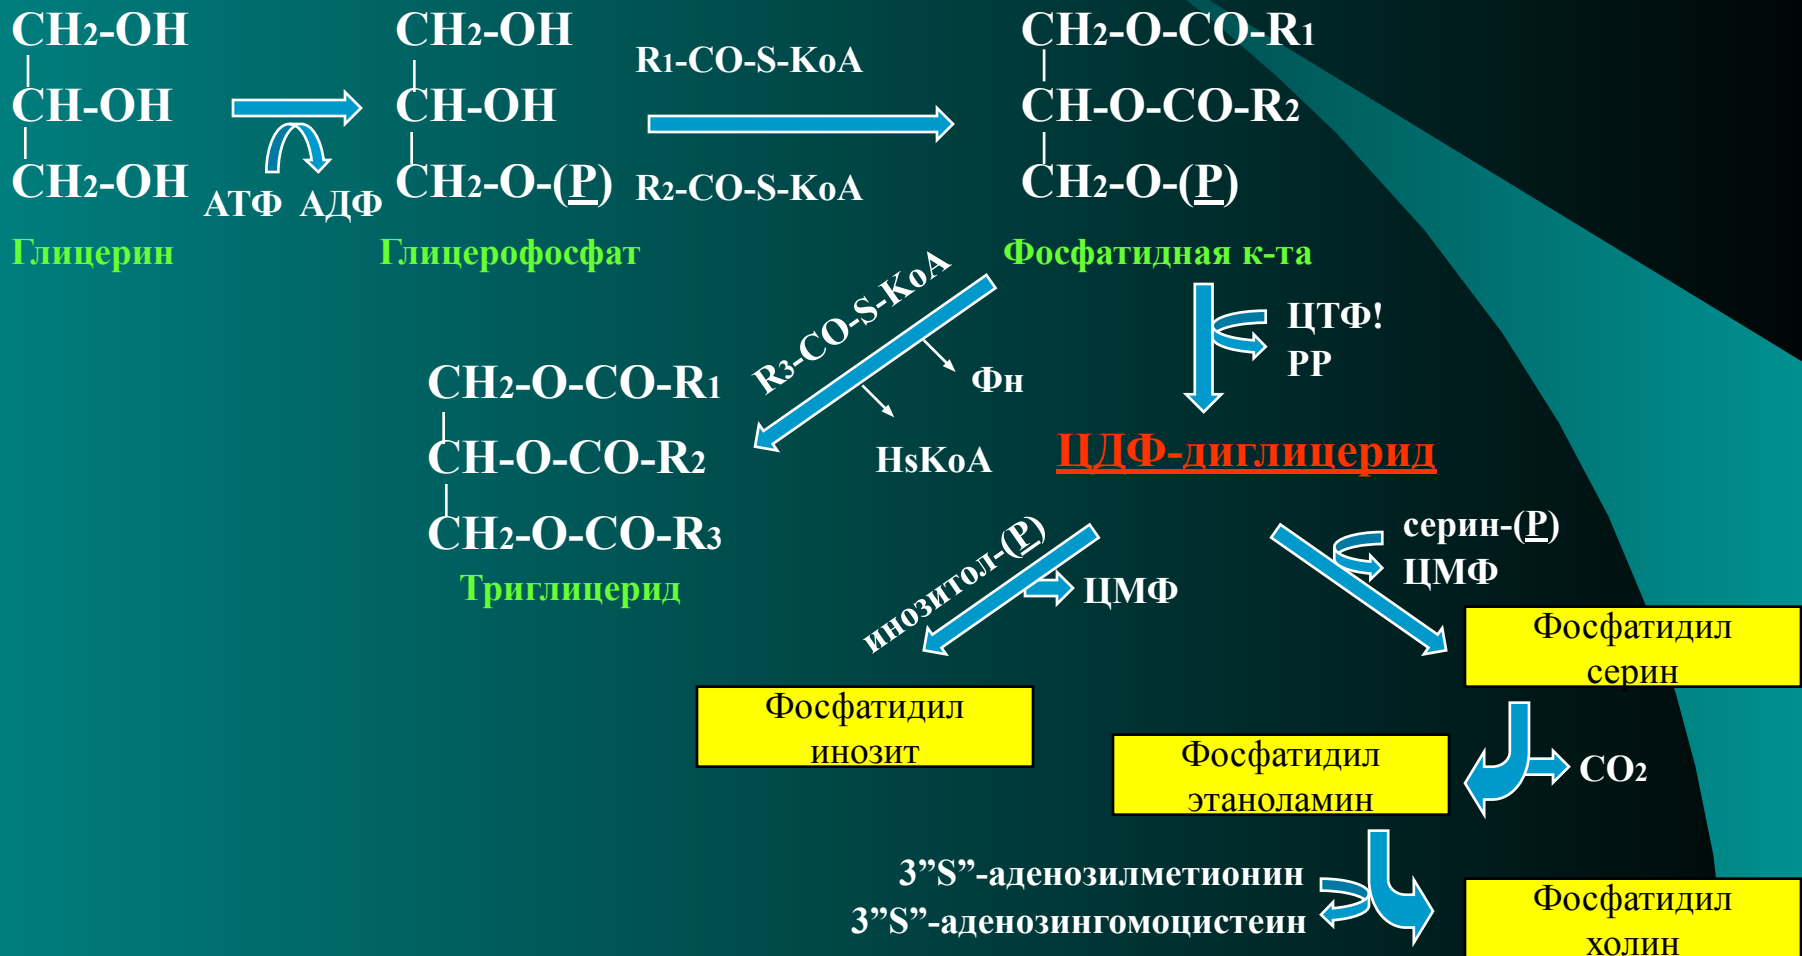 CH2-OH
CH-OH
CH2-OH
Глицерин
АТФ АДФ
CH2-OH
CH-OH
CH2-O-(P)
Глицерофосфат
R1-CO-S-KoA
R2-CO-S-KoA
CH2-O-CO-R1
CH-O-CO-R2
CH2-O-(P)
Фосфатидная к-та
R3-CO-S-KoA
Фн
HsKoA
CH2-O-CO-R1
CH-O-CO-R2
CH2-O-CO-R3
Триглицерид
ЦТФ!
РР
ЦДФ-диглицерид
инозитол-(P)
ЦМФ
серин-(P)
ЦМФ
Фосфатидил
серин
Фосфатидил
инозит
Фосфатидил
этаноламин
CO2
3”S”-аденозилметионин
3”S”-аденозингомоцистеин
Фосфатидил
холин